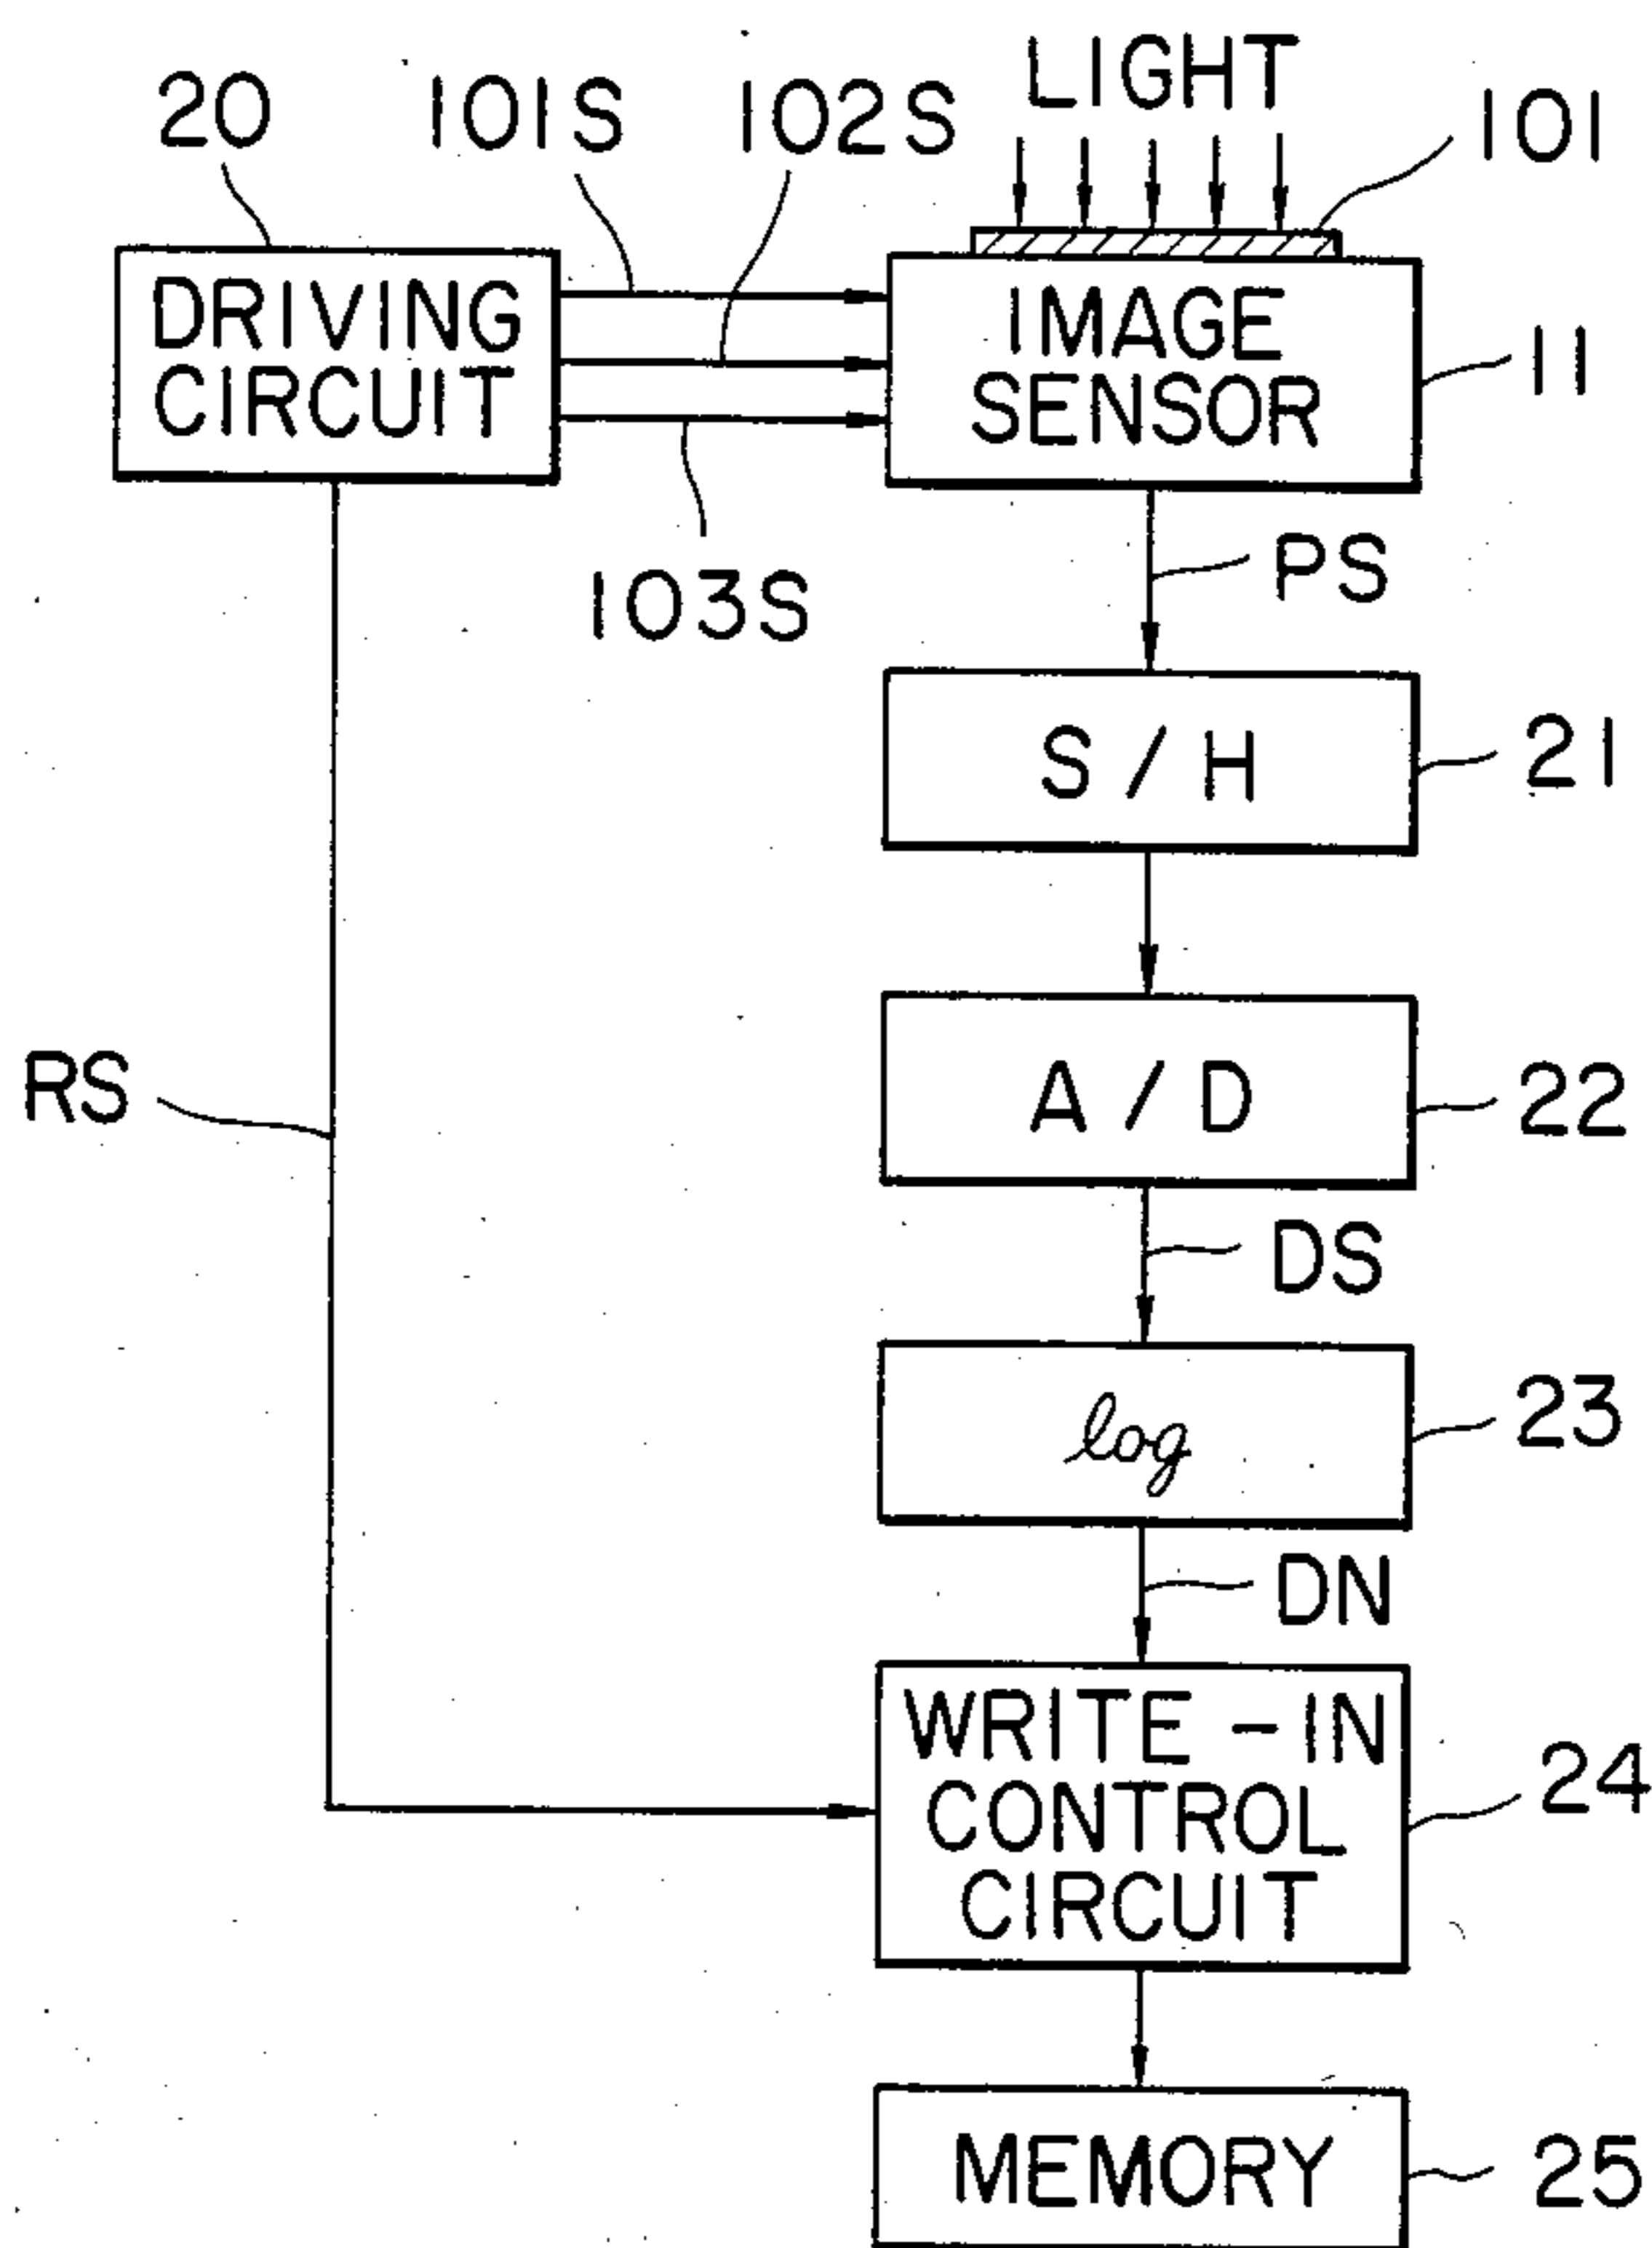 LIGHT
20
101S
102S
101
DRIVING
CIRCUIT
IMAGE
SENSOR
11
103S
PS
S/H
21
RS
A/D
22
DS
log
23
DN
WRITE-IN
CONTROL
CIRCUIT
24
MEMORY
25